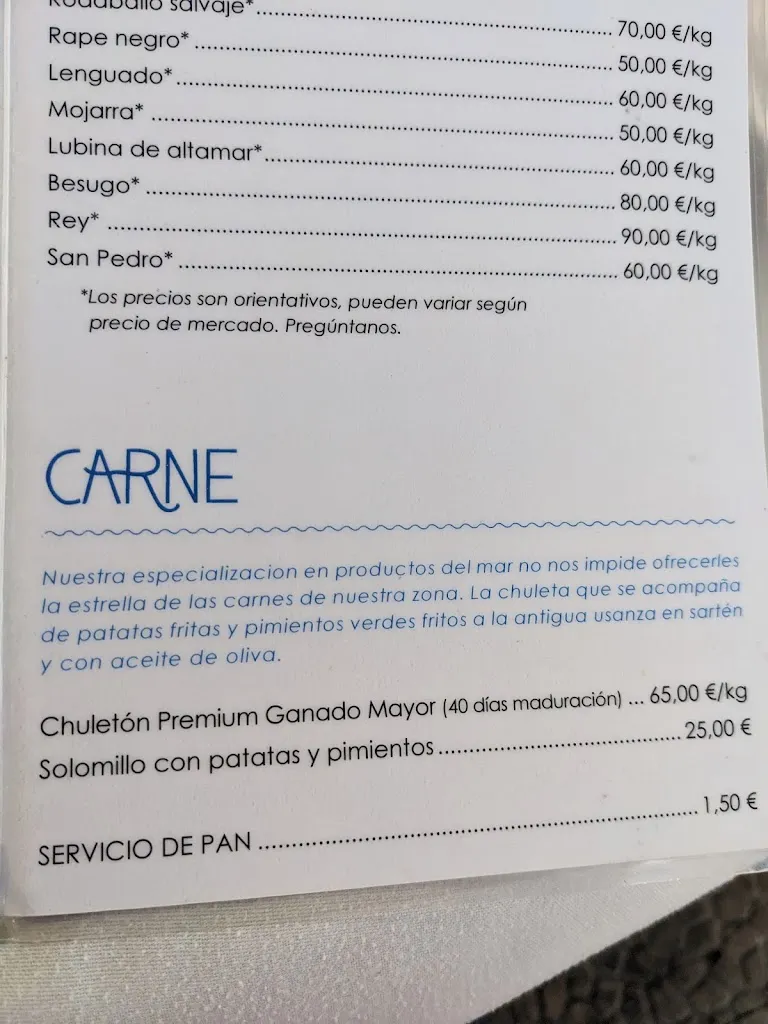 Rodaballo salvaje* ........ 70,00 €/kg
Rape negro* ........ 50,00 €/kg
Lenguado* ........ 60,00 €/kg
Mojarra* ........ 50,00 €/kg
Lubina de altamar* ........ 60,00 €/kg
Besugo* ........ 80,00 €/kg
Rey* ........ 90,00 €/kg
San Pedro* ........ 60,00 €/kg
*Los precios son orientativos, pueden variar según
precio de mercado. Pregúntanos.
CARNE
Nuestra especializacion en productos del mar no nos impide ofrecerles
la estrella de las carnes de nuestra zona. La chuleta que se acompaña
de patatas fritas y pimientos verdes fritos a la antigua usanza en sartén
y con aceite de oliva.
Chuletón Premium Ganado Mayor (40 días maduración) ... 65,00 €/kg
Solomillo con patatas y pimientos ........ 25,00 €
SERVICIO DE PAN ........ 1,50 €